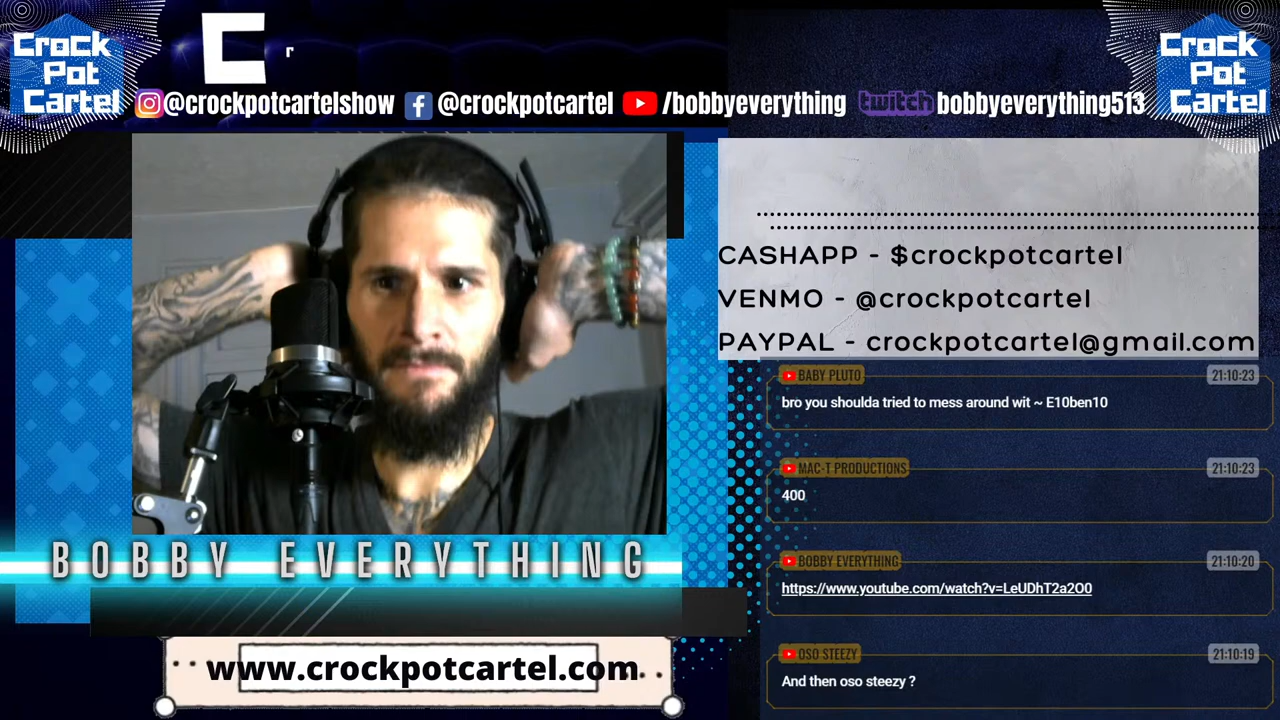 Crock
Pot
Cartel
C r
@crockpotcartelshow @crockpotcartel /bobbyeverything twitch bobbyeverything513
Crock
Pot
Cartel
CASHAPP - $crockpotcartel
VENMO - @crockpotcartel
PAYPAL - crockpotcartel@gmail.com
BABY PLUTO 21:10:23
bro you shoulda tried to mess around wit ~ E10ben10
MAC-T PRODUCTIONS 21:10:23
400
BOBBY EVERYTHING 21:10:20
https://www.youtube.com/watch?v=LeUDhT2a2O0
OSO STEEZY 21:10:19
And then oso steezy ?
BOBBY EVERYTHING
www.crockpotcartel.com